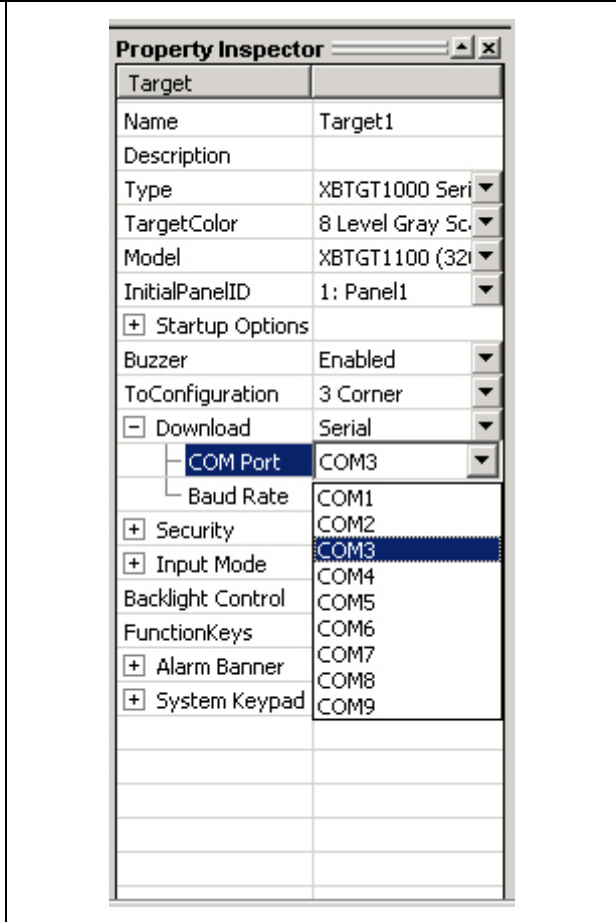 Property Inspector
Target
Name Target1
Description
Type XBTGT1000 Seri
TargetColor 8 Level Gray Sc
Model XBTGT1100 (320
InitialPanelID 1: Panel1
Startup Options
Buzzer Enabled
ToConfiguration 3 Corner
Download Serial
COM Port COM3
Baud Rate COM1
COM2
Security COM3
Input Mode COM4
Backlight Control COM5
FunctionKeys COM6
COM7
Alarm Banner COM8
System Keypad COM9